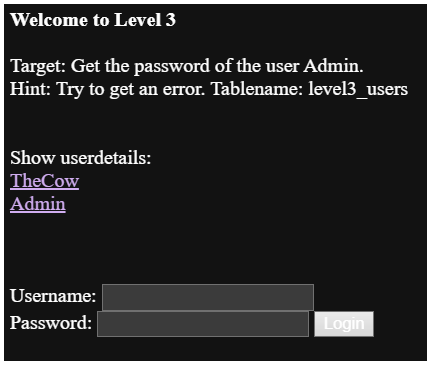 Welcome to Level 3
Target: Get the password of the user Admin.
Hint: Try to get an error. Tablename: level3_users
Show userdetails:
TheCow
Admin
Username:
Password: Login